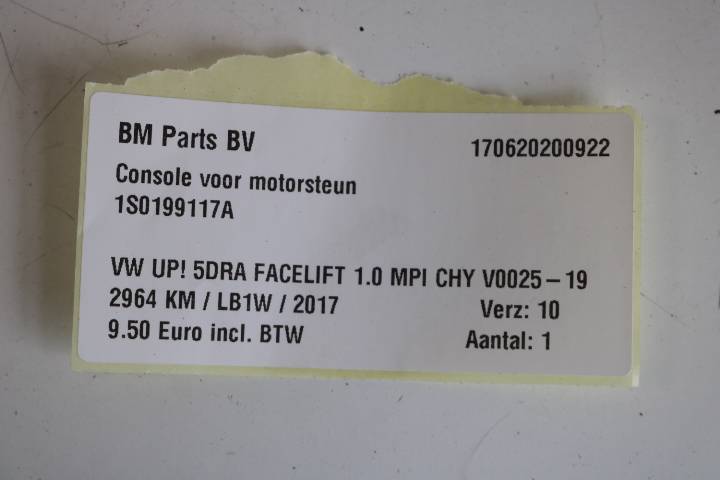 BM Parts BV 170620200922
Console voor motorsteun
1S0199117A
VW UP! 5DRA FACELIFT 1.0 MPI CHY V0025-19
2964 KM / LB1W / 2017 Verz: 10
9.50 Euro incl. BTW Aantal: 1